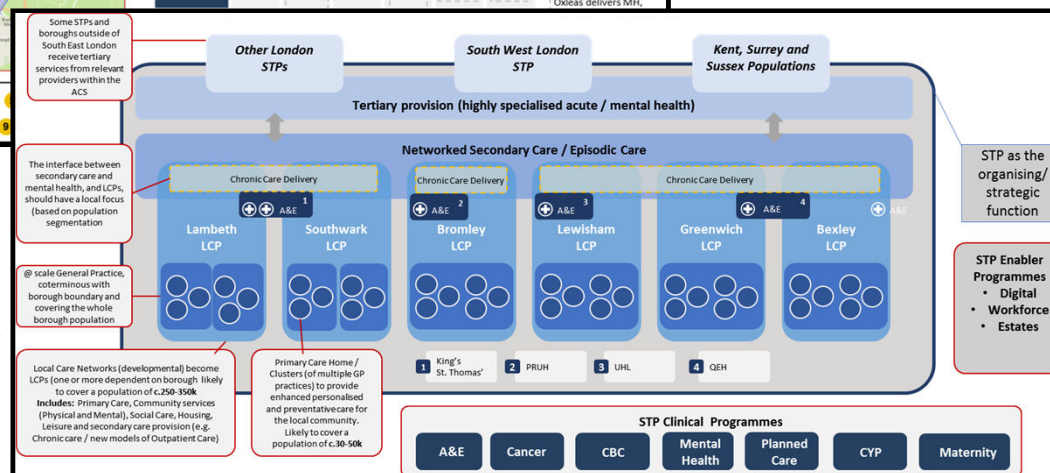 Oxleas delivers MH,
Some STPs and
boroughs outside of
South East London
receive tertiary
services from relevant
providers within the
ACS
Other London
STPs
South West London
STP
Kent, Surrey and
Sussex Populations
Tertiary provision (highly specialised acute / mental health)
9
Networked Secondary Care / Episodic Care
The interface between
secondary care and
mental health, and LCPs,
should have a local focus
(based on population
segmentation
Chronic Care Delivery
Chronic Care Delivery
Chronic Care Delivery
A&E 1
A&E 2
A&E 3
A&E 4
A&E
Lambeth
LCP
Southwark
LCP
Bromley
LCP
Lewisham
LCP
Greenwich
LCP
Bexley
LCP
STP as the
organising/
strategic
function
@ scale General Practice,
coterminous with
borough boundary and
covering the whole
borough population
STP Enabler
Programmes
• Digital
• Workforce
• Estates
Local Care Networks (developmental) become
LCPs (one or more dependent on borough likely
to cover a population of c.250-350k
Includes: Primary Care, Community services
(Physical and Mental), Social Care, Housing,
Leisure and secondary care provision (e.g.
Chronic care / new models of Outpatient Care)
Primary Care Home /
Clusters (of multiple GP
practices) to provide
enhanced personalised
and preventative care for
the local community.
Likely to cover a
population of c.30-50k
1 King's
St. Thomas'
2 PRUH
3 UHL
4 QEH
STP Clinical Programmes
A&E
Cancer
CBC
Mental
Health
Planned
Care
CYP
Maternity